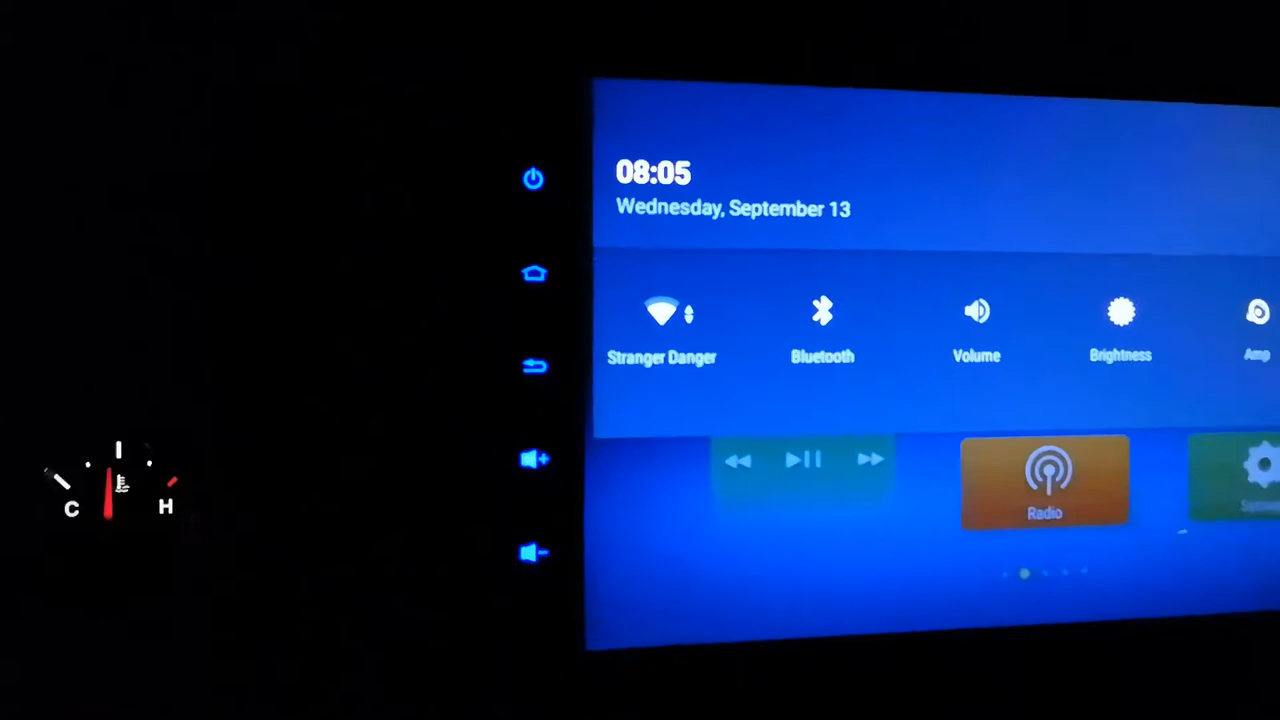 08:05
Wednesday, September 13
Stranger Danger
Bluetooth
Volume
Brightness
Amp
Radio
C
H